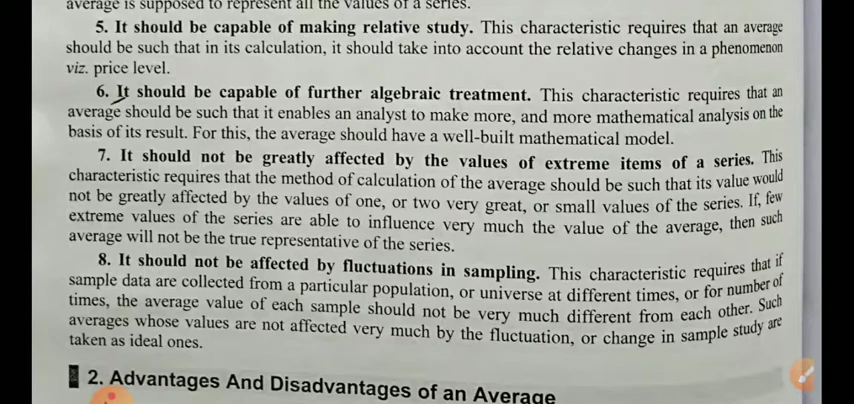 average is supposed to represent all the values of a series.
5. It should be capable of making relative study. This characteristic requires that an average
should be such that in its calculation, it should take into account the relative changes in a phenomenon
viz. price level.
6. It should be capable of further algebraic treatment. This characteristic requires that an
average should be such that it enables an analyst to make more, and more mathematical analysis on the
basis of its result. For this, the average should have a well-built mathematical model.
7. It should not be greatly affected by the values of extreme items of a series. This
characteristic requires that the method of calculation of the average should be such that its value would
not be greatly affected by the values of one, or two very great, or small values of the series. If, few
extreme values of the series are able to influence very much the value of the average, then such
average will not be the true representative of the series.
8. It should not be affected by fluctuations in sampling. This characteristic requires that if
sample data are collected from a particular population, or universe at different times, or for number of
times, the average value of each sample should not be very much different from each other. Such
averages whose values are not affected very much by the fluctuation, or change in sample study are
taken as ideal ones.
2. Advantages And Disadvantages of an Average